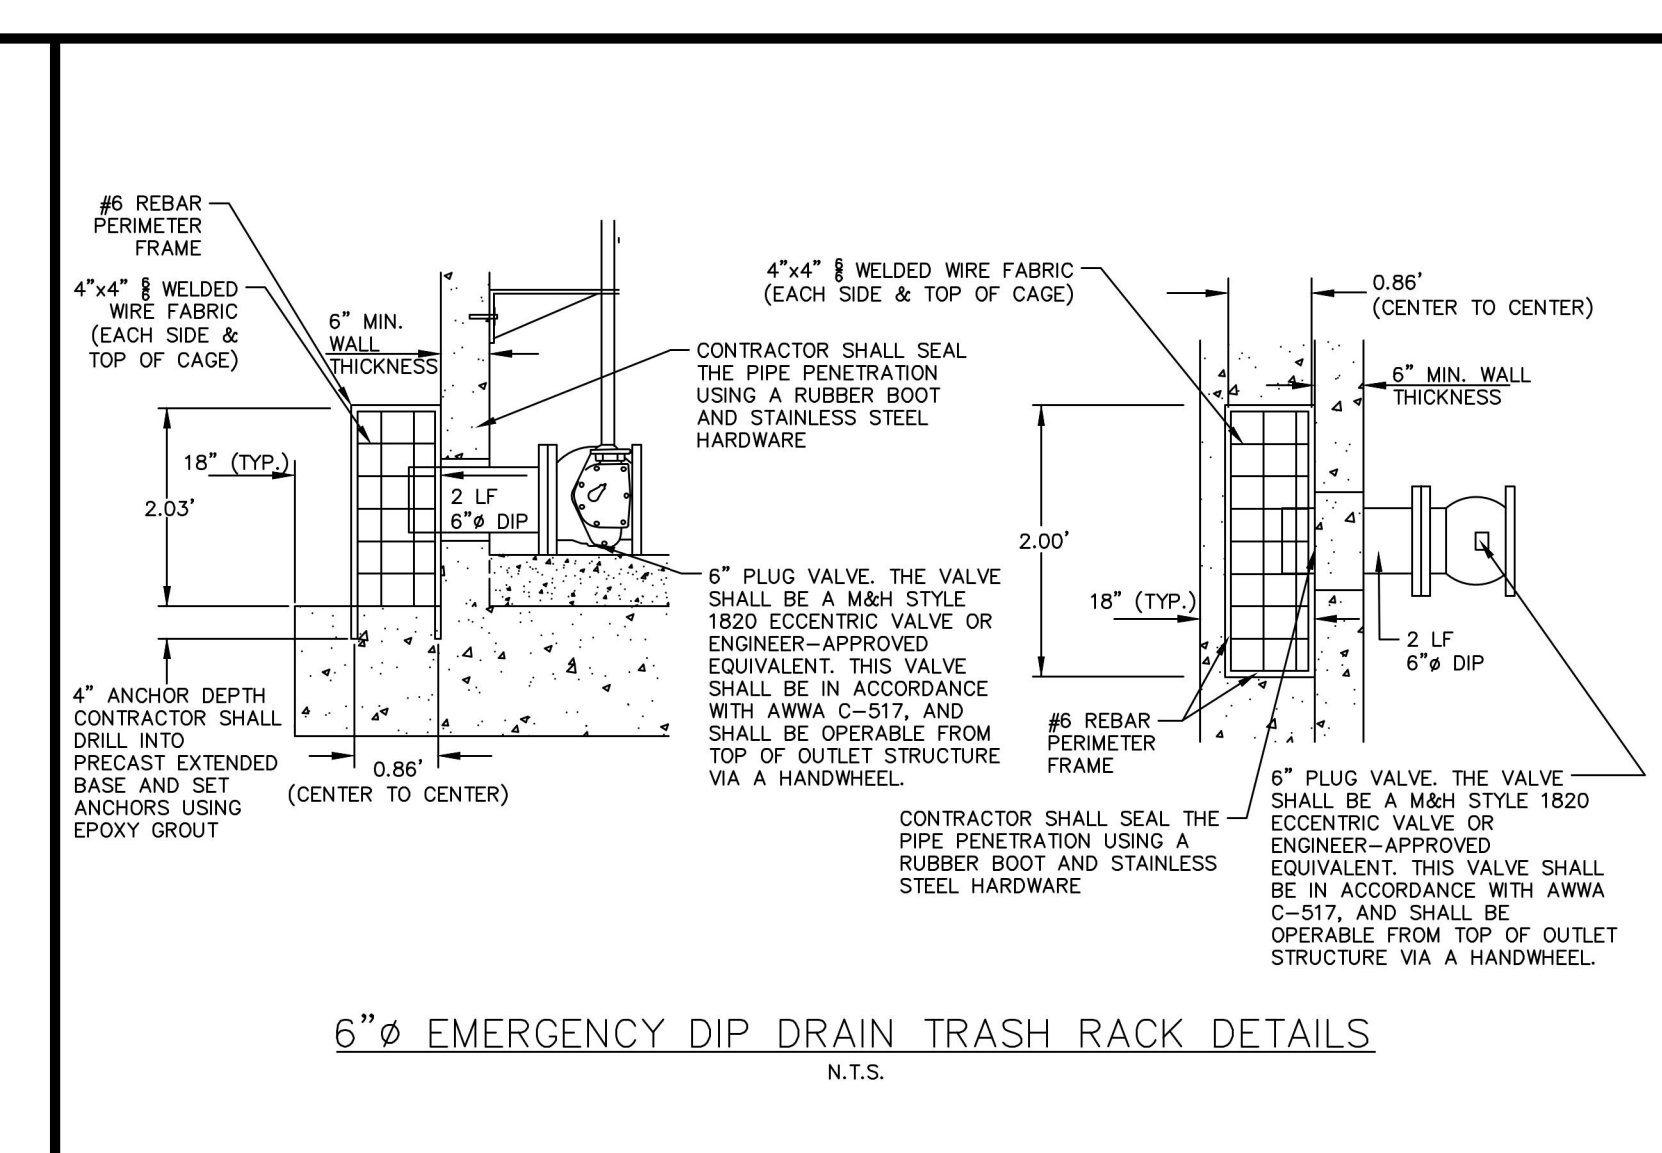 #6 REBAR
PERIMETER
FRAME
4"x4" 6/6 WELDED
WIRE FABRIC
(EACH SIDE &
TOP OF CAGE)
6" MIN.
WALL
THICKNESS
18" (TYP.)
2.03'
2 LF
6"ø DIP
CONTRACTOR SHALL SEAL
THE PIPE PENETRATION
USING A RUBBER BOOT
AND STAINLESS STEEL
HARDWARE
6" PLUG VALVE. THE VALVE
SHALL BE A M&H STYLE
1820 ECCENTRIC VALVE OR
ENGINEER-APPROVED
EQUIVALENT. THIS VALVE
SHALL BE IN ACCORDANCE
WITH AWWA C-517, AND
SHALL BE OPERABLE FROM
TOP OF OUTLET STRUCTURE
VIA A HANDWHEEL.
4" ANCHOR DEPTH
CONTRACTOR SHALL
DRILL INTO
PRECAST EXTENDED
BASE AND SET
ANCHORS USING
EPOXY GROUT
0.86'
(CENTER TO CENTER)
4"x4" 6/6 WELDED WIRE FABRIC
(EACH SIDE & TOP OF CAGE)
0.86'
(CENTER TO CENTER)
6" MIN. WALL
THICKNESS
2.00'
18" (TYP.)
2 LF
6"ø DIP
#6 REBAR
PERIMETER
FRAME
CONTRACTOR SHALL SEAL THE
PIPE PENETRATION USING A
RUBBER BOOT AND STAINLESS
STEEL HARDWARE
6" PLUG VALVE. THE VALVE
SHALL BE A M&H STYLE 1820
ECCENTRIC VALVE OR
ENGINEER-APPROVED
EQUIVALENT. THIS VALVE SHALL
BE IN ACCORDANCE WITH AWWA
C-517, AND SHALL BE
OPERABLE FROM TOP OF OUTLET
STRUCTURE VIA A HANDWHEEL.
6"ø EMERGENCY DIP DRAIN TRASH RACK DETAILS
N.T.S.